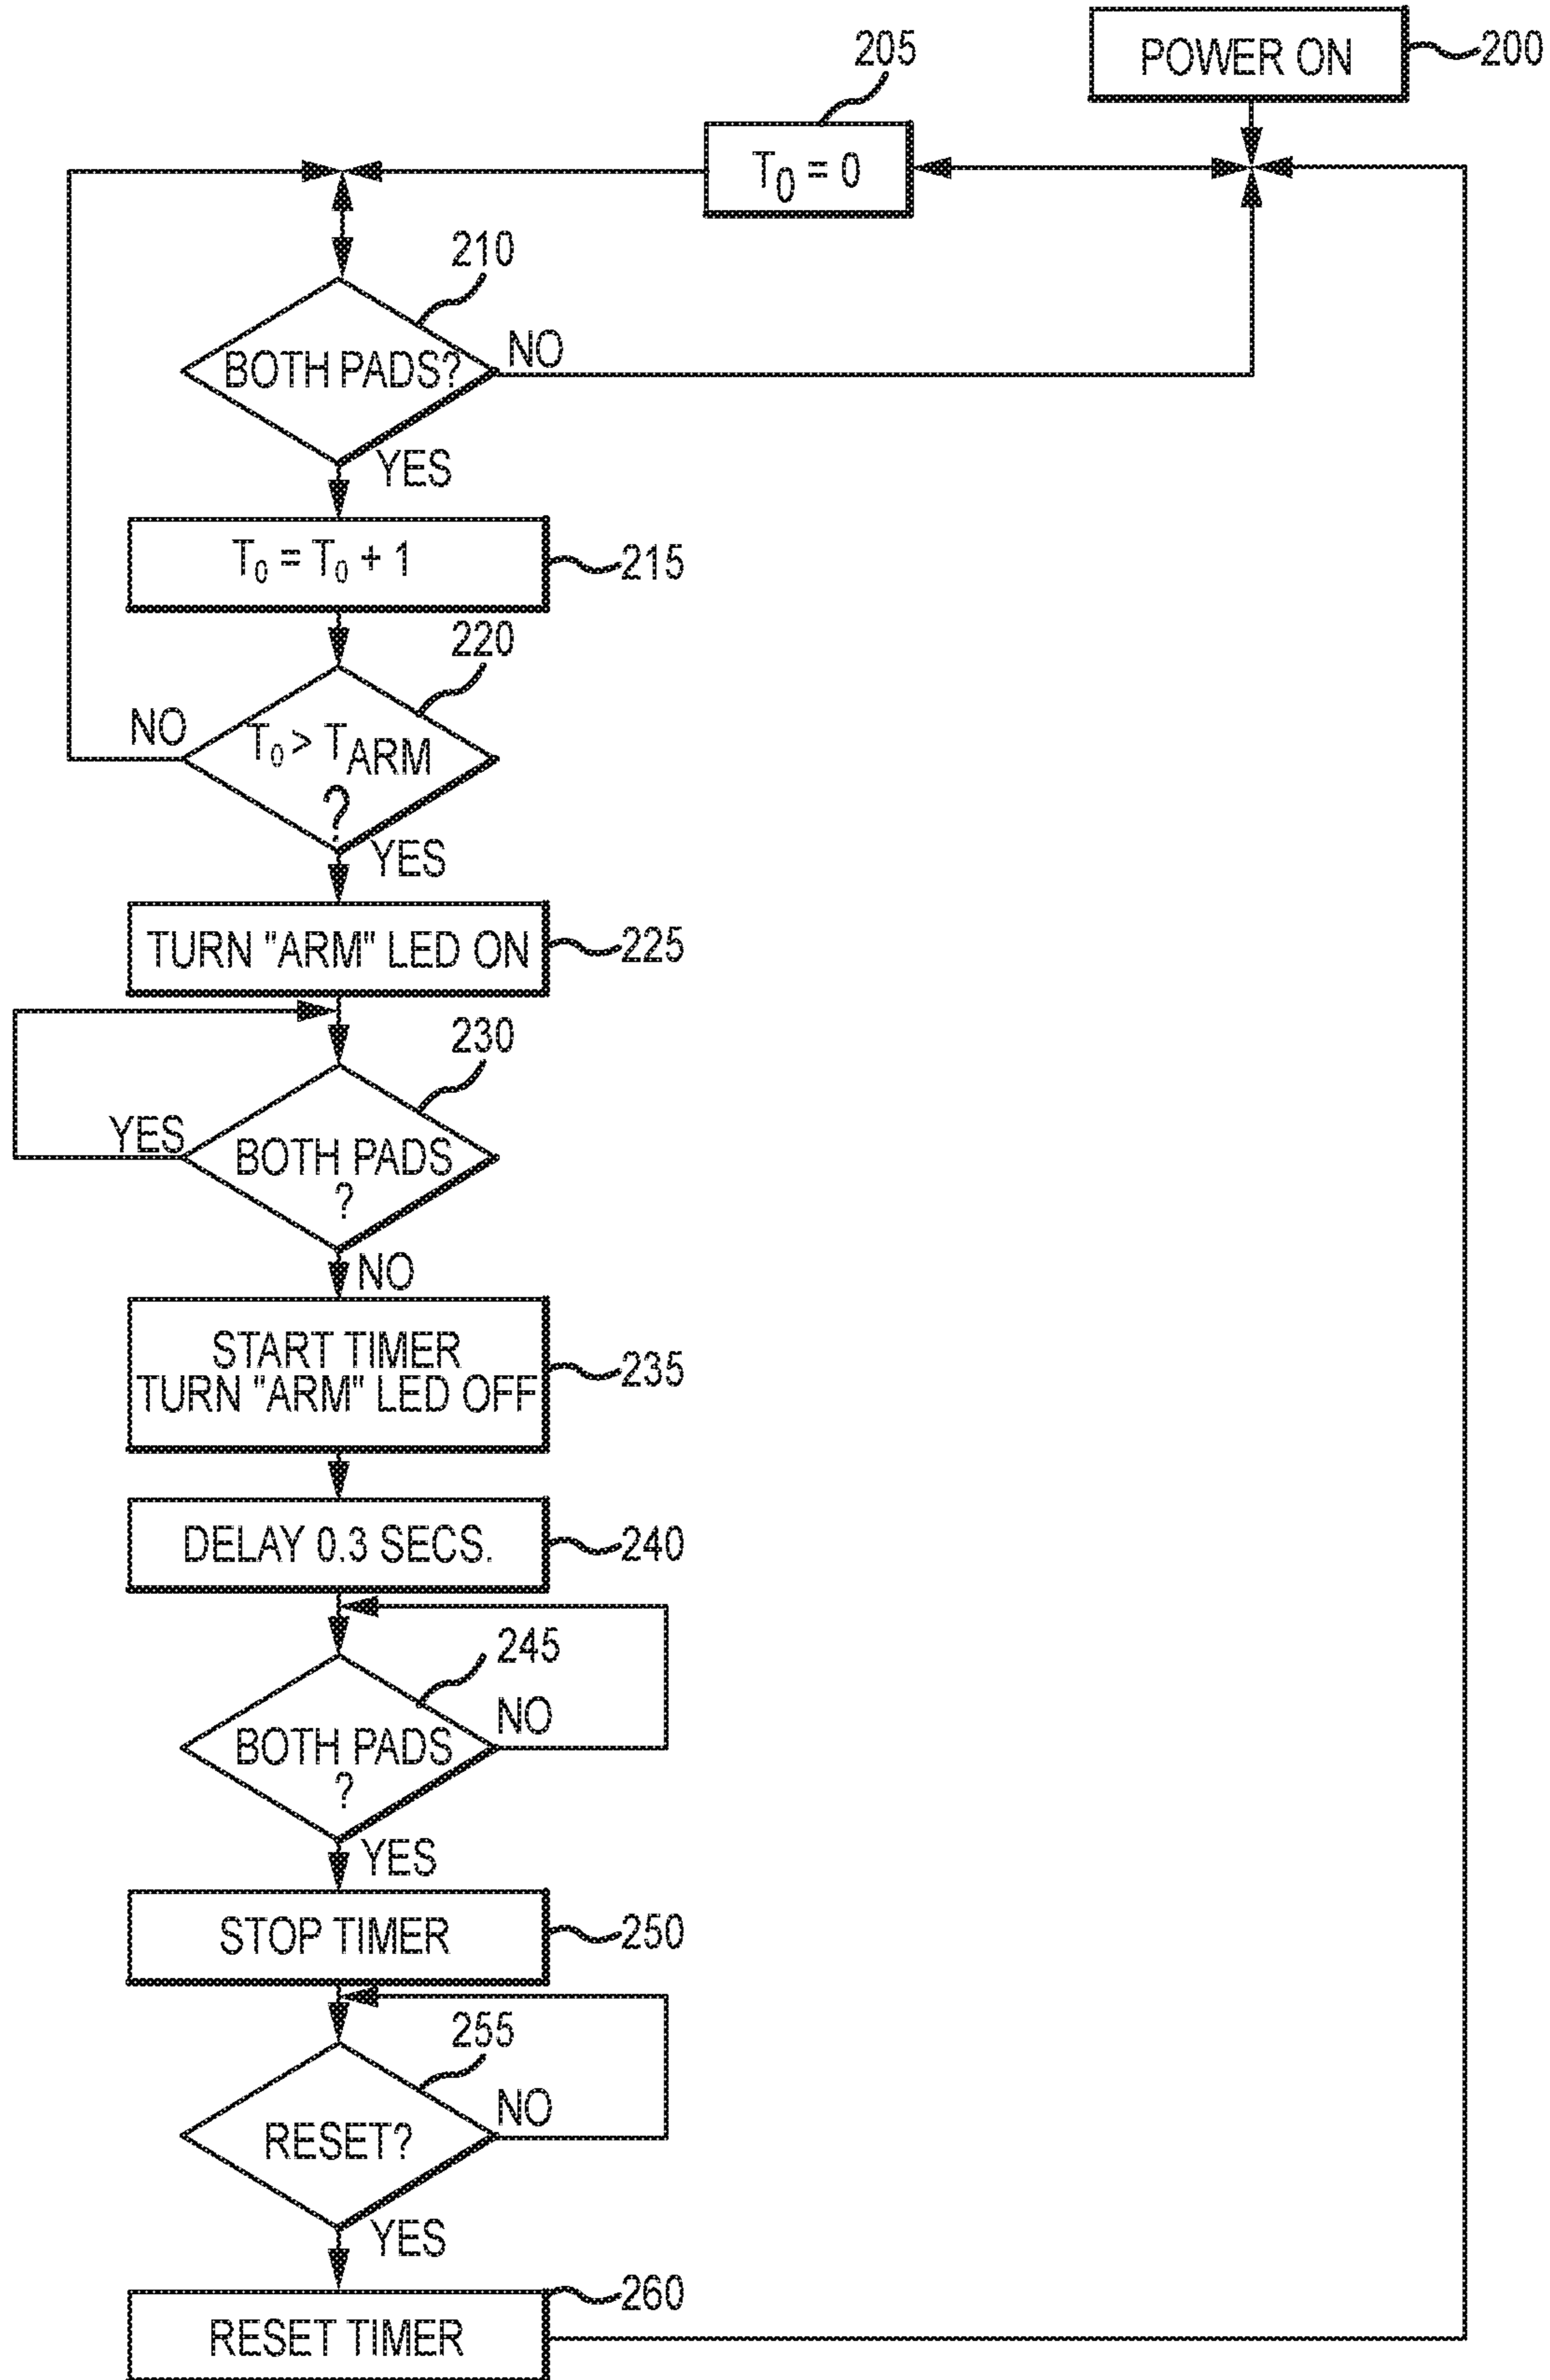 POWER ON
200
205
T₀ = 0
210
BOTH PADS?
NO
YES
T₀ = T₀ + 1
215
220
NO
T₀ > T ARM
?
YES
TURN "ARM" LED ON
225
230
YES
BOTH PADS
?
NO
START TIMER
TURN "ARM" LED OFF
235
DELAY 0.3 SECS.
240
245
NO
BOTH PADS
?
YES
STOP TIMER
250
255
NO
RESET?
YES
260
RESET TIMER